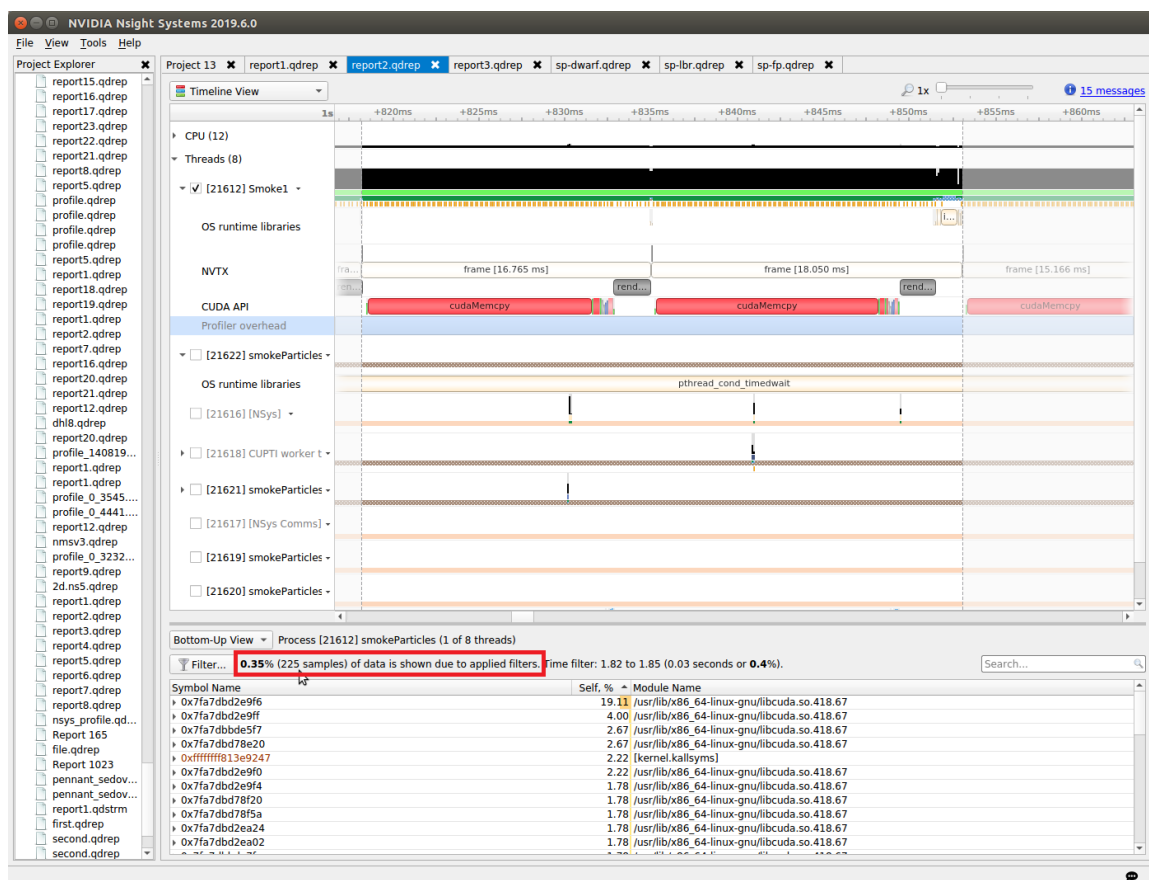 NVIDIA Nsight Systems 2019.6.0
File View Tools Help
Project Explorer
report15.qdrep
report16.qdrep
report17.qdrep
report23.qdrep
report22.qdrep
report21.qdrep
report8.qdrep
report5.qdrep
profile.qdrep
profile.qdrep
profile.qdrep
profile.qdrep
report5.qdrep
report1.qdrep
report18.qdrep
report19.qdrep
report1.qdrep
report2.qdrep
report7.qdrep
report16.qdrep
report20.qdrep
report21.qdrep
report12.qdrep
dhl8.qdrep
report20.qdrep
profile_140819...
report1.qdrep
report1.qdrep
profile_0_3545....
profile_0_4441....
report12.qdrep
nmsv3.qdrep
profile_0_3232...
report9.qdrep
2d.ns5.qdrep
report1.qdrep
report2.qdrep
report3.qdrep
report4.qdrep
report5.qdrep
report6.qdrep
report7.qdrep
report8.qdrep
nsys_profile.qd...
Report 165
file.qdrep
Report 1023
pennant_sedov...
pennant_sedov...
report1.qdstrm
first.qdrep
second.qdrep
second.qdrep
Project 13 report1.qdrep report2.qdrep report3.qdrep sp-dwarf.qdrep sp-lbr.qdrep sp-fp.qdrep
Timeline View 1x 15 messages
1s +820ms +825ms +830ms +835ms +840ms +845ms +850ms +855ms +860ms
CPU (12)
Threads (8)
[21612] Smoke1
OS runtime libraries i...
NVTX fra... frame [16.765 ms] frame [18.050 ms] frame [15.166 ms]
ren... rend... rend...
CUDA API cudaMemcpy cudaMemcpy cudaMemcpy
Profiler overhead
[21622] smokeParticles
OS runtime libraries pthread_cond_timedwait
[21616] [NSys]
[21618] CUPTI worker t
[21621] smokeParticles
[21617] [NSys Comms]
[21619] smokeParticles
[21620] smokeParticles
Bottom-Up View Process [21612] smokeParticles (1 of 8 threads)
Filter... 0.35% (225 samples) of data is shown due to applied filters. Time filter: 1.82 to 1.85 (0.03 seconds or 0.4%). Search...
Symbol Name Self, % Module Name
0x7fa7dbd2e9f6 19.11 /usr/lib/x86_64-linux-gnu/libcuda.so.418.67
0x7fa7dbd2e9ff 4.00 /usr/lib/x86_64-linux-gnu/libcuda.so.418.67
0x7fa7dbbde5f7 2.67 /usr/lib/x86_64-linux-gnu/libcuda.so.418.67
0x7fa7dbd78e20 2.67 /usr/lib/x86_64-linux-gnu/libcuda.so.418.67
0xffffffff813e9247 2.22 [kernel.kallsyms]
0x7fa7dbd2e9f0 2.22 /usr/lib/x86_64-linux-gnu/libcuda.so.418.67
0x7fa7dbd2e9f4 1.78 /usr/lib/x86_64-linux-gnu/libcuda.so.418.67
0x7fa7dbd78f20 1.78 /usr/lib/x86_64-linux-gnu/libcuda.so.418.67
0x7fa7dbd78f5a 1.78 /usr/lib/x86_64-linux-gnu/libcuda.so.418.67
0x7fa7dbd2ea24 1.78 /usr/lib/x86_64-linux-gnu/libcuda.so.418.67
0x7fa7dbd2ea02 1.78 /usr/lib/x86_64-linux-gnu/libcuda.so.418.67